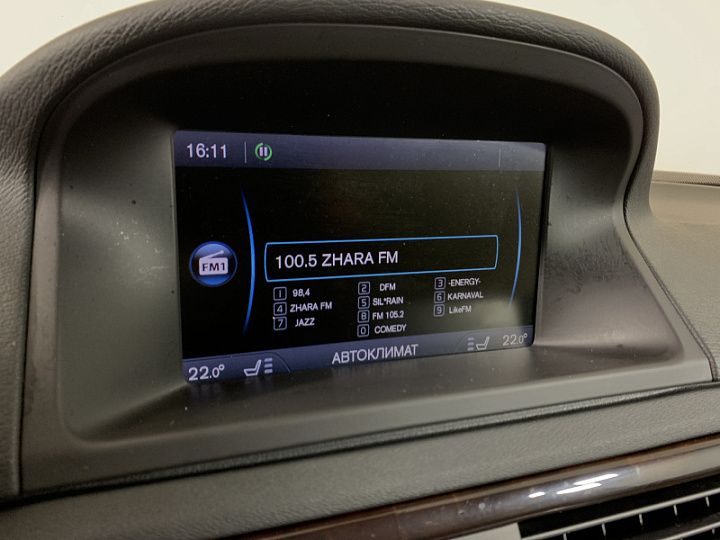 16:11
FM1
100.5 ZHARA FM
1 98,4
2 DFM
3 -ENERGY-
4 ZHARA FM
5 SIL*RAIN
6 KARNAVAL
7 JAZZ
8 FM 105.2
9 LikeFM
0 COMEDY
22.0° АВТОКЛИМАТ 22.0°